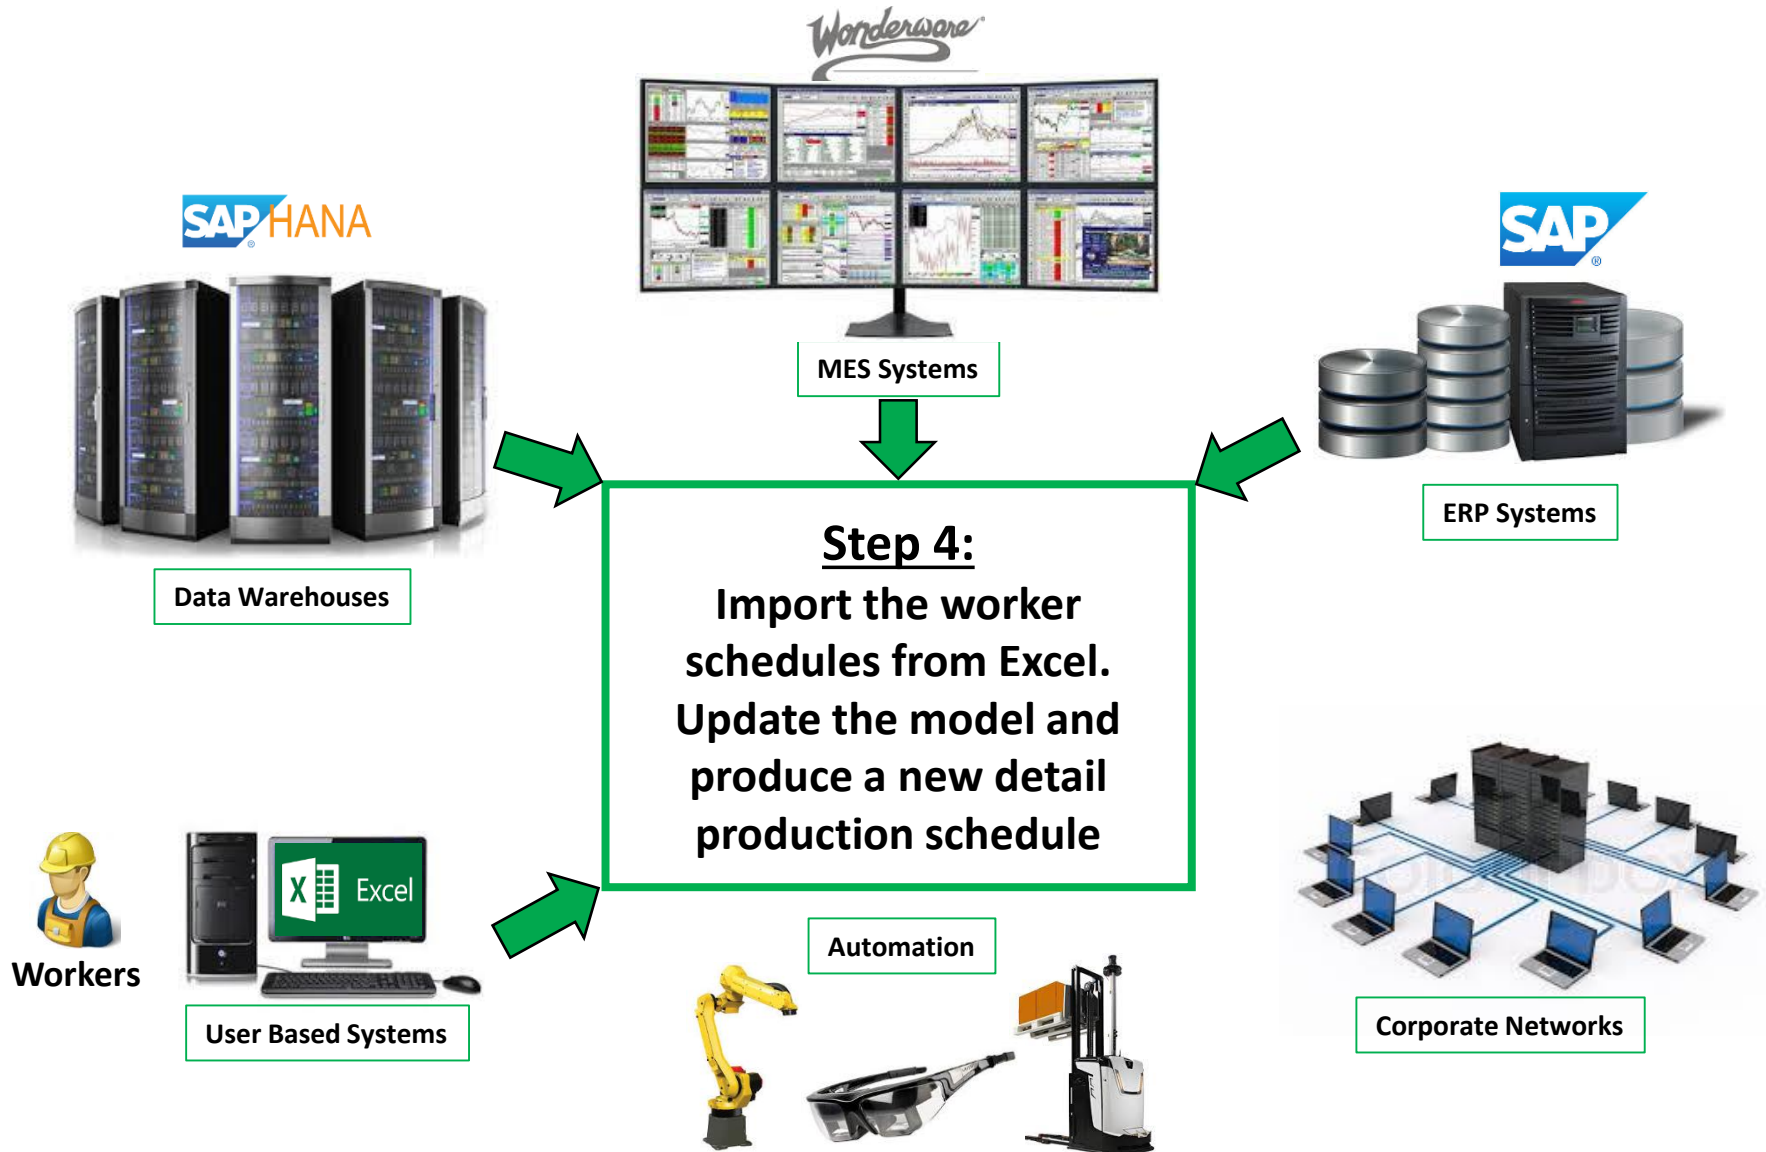 Wonderware
SAP HANA
SAP
MES Systems
ERP Systems
Data Warehouses
Step 4:
Import the worker
schedules from Excel.
Update the model and
produce a new detail
production schedule
Excel
Workers
User Based Systems
Automation
Corporate Networks